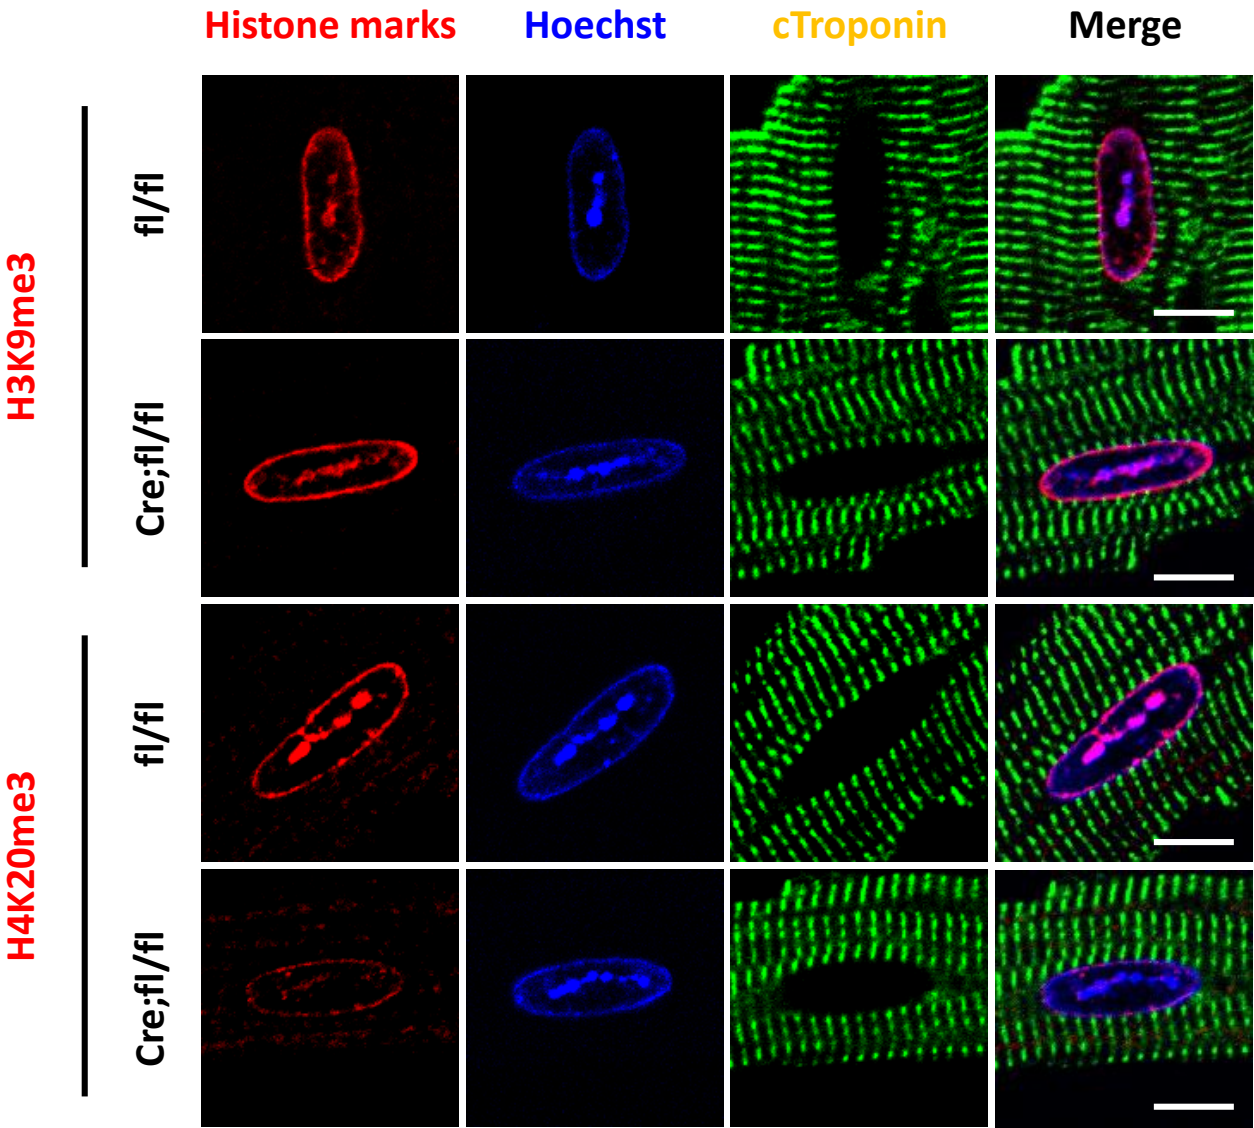 Histone marks Hoechst cTroponin Merge
H3K9me3
fl/fl
Cre;fl/fl
H4K20me3
fl/fl
Cre;fl/fl